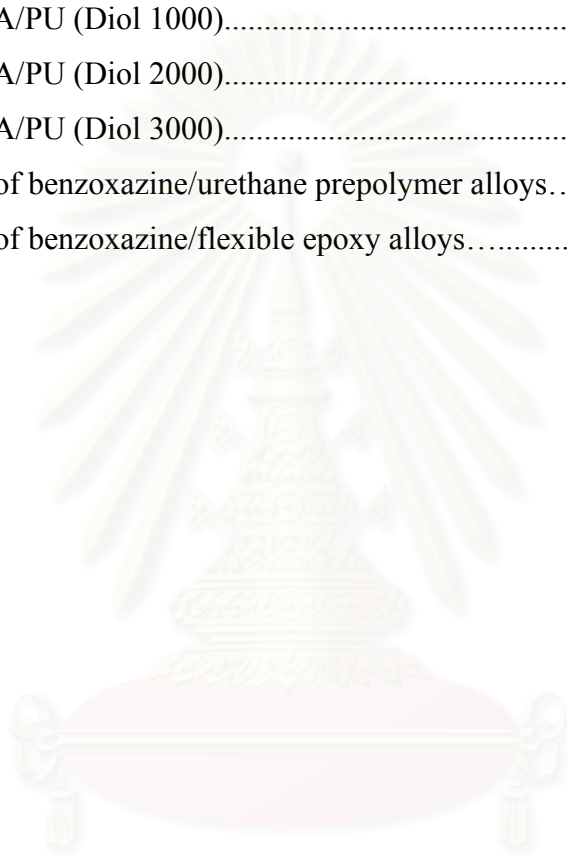 A/PU (Diol 1000)......................................
A/PU (Diol 2000)......................................
A/PU (Diol 3000)......................................
of benzoxazine/urethane prepolymer alloys…
of benzoxazine/flexible epoxy alloys….........